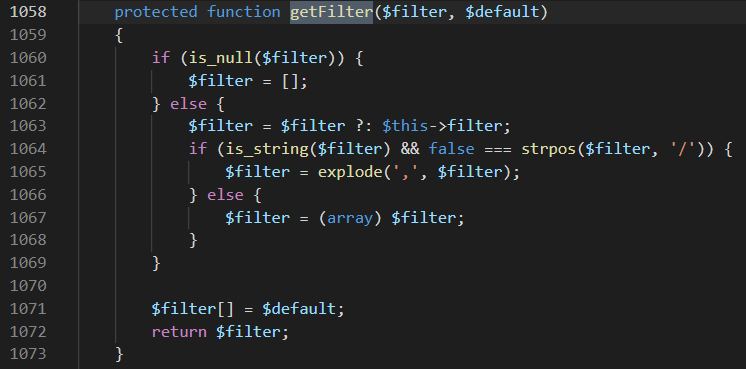 1058 protected function getFilter($filter, $default)
1059 {
1060 if (is_null($filter)) {
1061 $filter = [];
1062 } else {
1063 $filter = $filter ?: $this->filter;
1064 if (is_string($filter) && false === strpos($filter, '/')) {
1065 $filter = explode(',', $filter);
1066 } else {
1067 $filter = (array) $filter;
1068 }
1069 }
1070
1071 $filter[] = $default;
1072 return $filter;
1073 }